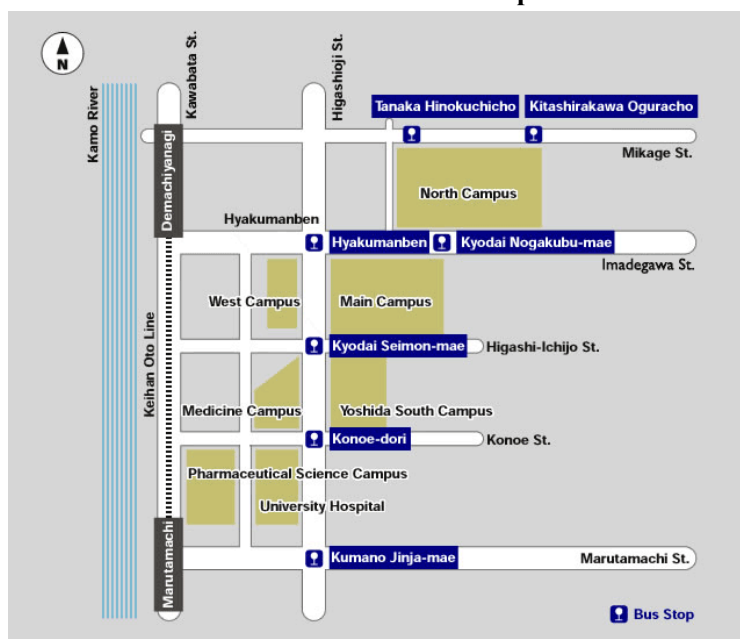 N
Kamo River
Kawabata St.
Higashioji St.
Tanaka Hinokuchicho
Kitashirakawa Oguracho
Mikage St.
Demachiyanagi
North Campus
Hyakumanben
Hyakumanben
Kyodai Nogakubu-mae
Imadegawa St.
West Campus
Main Campus
Keihan Oto Line
Kyodai Seimon-mae
Higashi-Ichijo St.
Medicine Campus
Yoshida South Campus
Konoe-dori
Konoe St.
Pharmaceutical Science Campus
University Hospital
Marutamachi
Kumano Jinja-mae
Marutamachi St.
Bus Stop